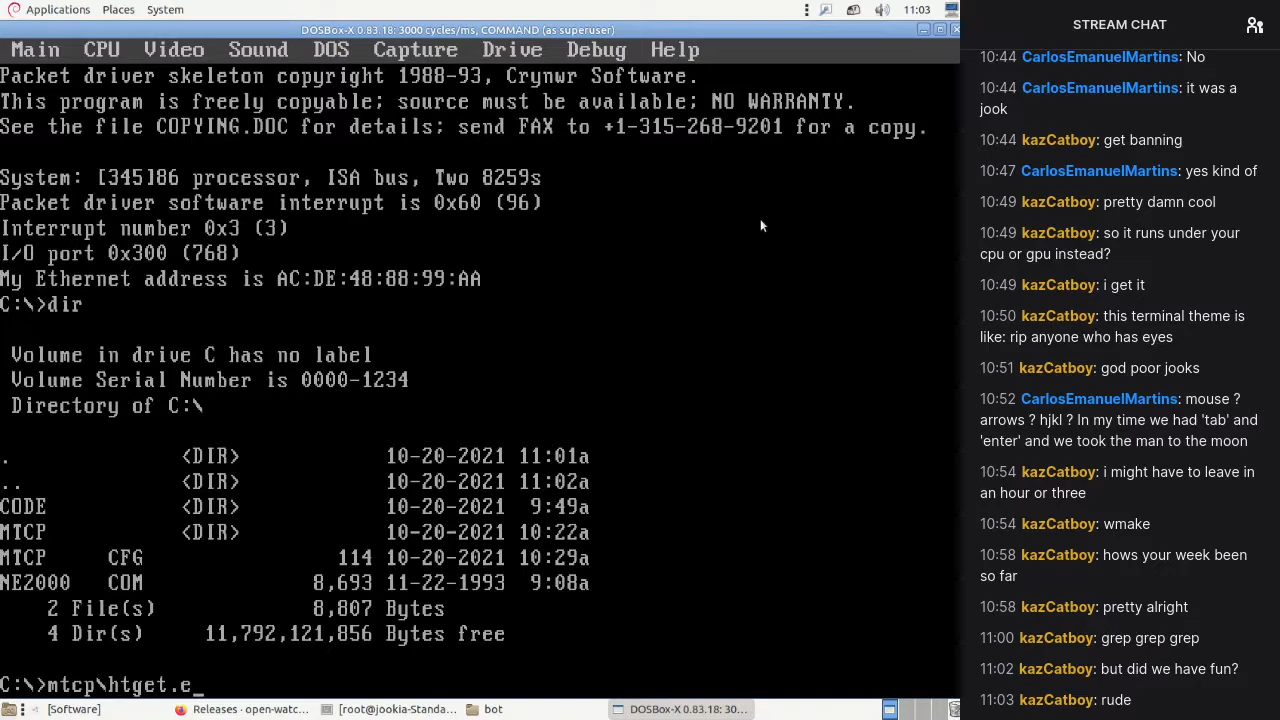 Applications Places System 11:03
DOSBox-X 0.83.18: 3000 cycles/ms, COMMAND (as superuser)
Main CPU Video Sound DOS Capture Drive Debug Help
Packet driver skeleton copyright 1988-93, Crynwr Software.
This program is freely copyable; source must be available; NO WARRANTY.
See the file COPYING.DOC for details; send FAX to +1-315-268-9201 for a copy.
System: [345]86 processor, ISA bus, Two 8259s
Packet driver software interrupt is 0x60 (96)
Interrupt number 0x3 (3)
I/O port 0x300 (768)
My Ethernet address is AC:DE:48:88:99:AA
C:\>dir
Volume in drive C has no label
Volume Serial Number is 0000-1234
Directory of C:\
. <DIR> 10-20-2021 11:01a
.. <DIR> 10-20-2021 11:02a
CODE <DIR> 10-20-2021 9:49a
MTCP <DIR> 10-20-2021 10:22a
MTCP CFG 114 10-20-2021 10:29a
NE2000 COM 8,693 11-22-1993 9:08a
2 File(s) 8,807 Bytes
4 Dir(s) 11,792,121,856 Bytes free
C:\>mtcp\htget.e_
[Software] Releases · open-watc... [root@jookia-Standa... bot DOSBox-X 0.83.18: 30...
STREAM CHAT
10:44 CarlosEmanuelMartins: No
10:44 CarlosEmanuelMartins: it was a
jook
10:44 kazCatboy: get banning
10:47 CarlosEmanuelMartins: yes kind of
10:49 kazCatboy: pretty damn cool
10:49 kazCatboy: so it runs under your
cpu or gpu instead?
10:49 kazCatboy: i get it
10:50 kazCatboy: this terminal theme is
like: rip anyone who has eyes
10:51 kazCatboy: god poor jooks
10:52 CarlosEmanuelMartins: mouse ?
arrows ? hjkl ? In my time we had 'tab' and
'enter' and we took the man to the moon
10:54 kazCatboy: i might have to leave in
an hour or three
10:54 kazCatboy: wmake
10:58 kazCatboy: hows your week been
so far
10:58 kazCatboy: pretty alright
11:00 kazCatboy: grep grep grep
11:02 kazCatboy: but did we have fun?
11:03 kazCatboy: rude